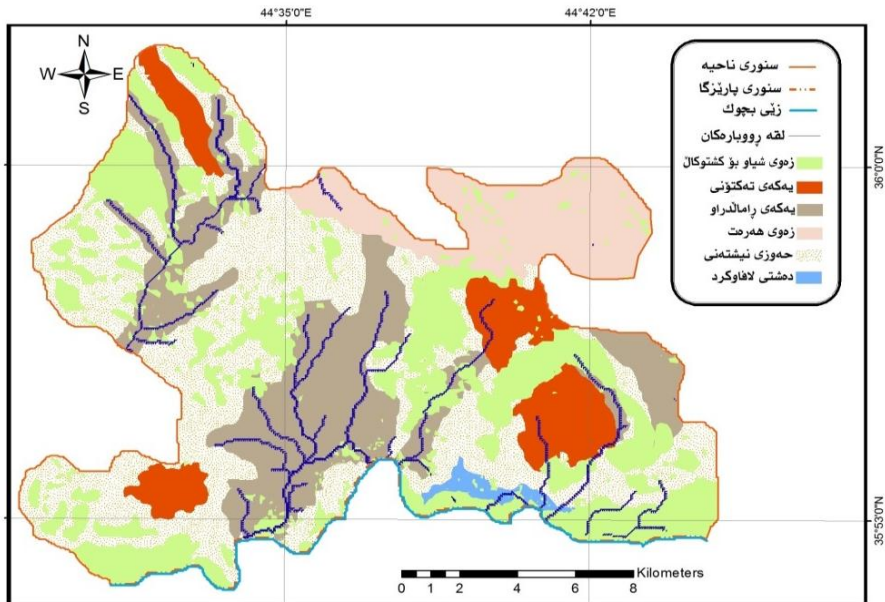 44°35'0"E
44°42'0"E
N
W E
S
سنوری ناحیە
سنوری پارێزگا
زێی بچوک
لقە ڕووبارەکان
زەوی شیاو بۆ کشتوکاڵ
یەکەی تەکتۆنی
یەکەی ڕاماڵدراو
زەوی هەرەت
حەوزی نیشتەنی
دەشتی لافاوگرد
36°0'0"N
35°53'0"N
Kilometers
0 1 2 4 6 8